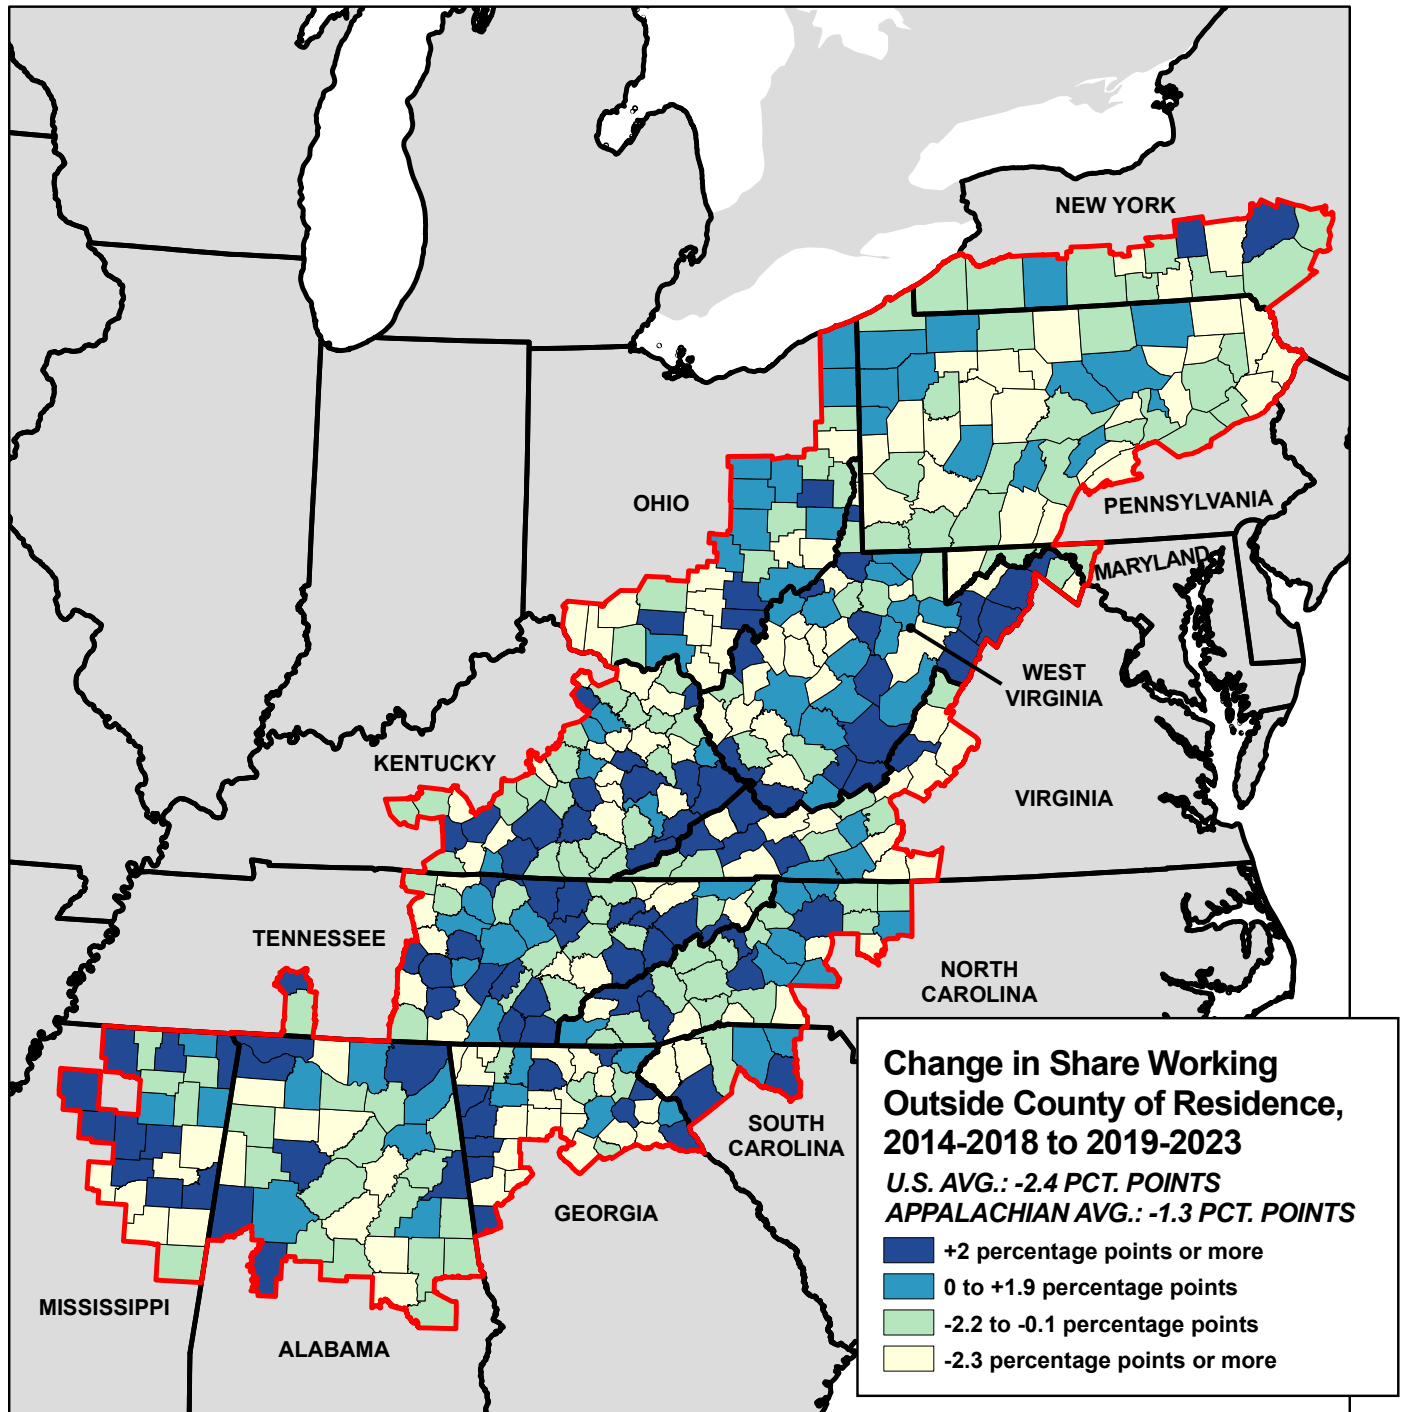 NEW YORK
OHIO
PENNSYLVANIA
MARYLAND
WEST
VIRGINIA
KENTUCKY
VIRGINIA
TENNESSEE
NORTH
CAROLINA
SOUTH
CAROLINA
GEORGIA
MISSISSIPPI
ALABAMA
Change in Share Working
Outside County of Residence,
2014-2018 to 2019-2023
U.S. AVG.: -2.4 PCT. POINTS
APPALACHIAN AVG.: -1.3 PCT. POINTS
+2 percentage points or more
0 to +1.9 percentage points
-2.2 to -0.1 percentage points
-2.3 percentage points or more